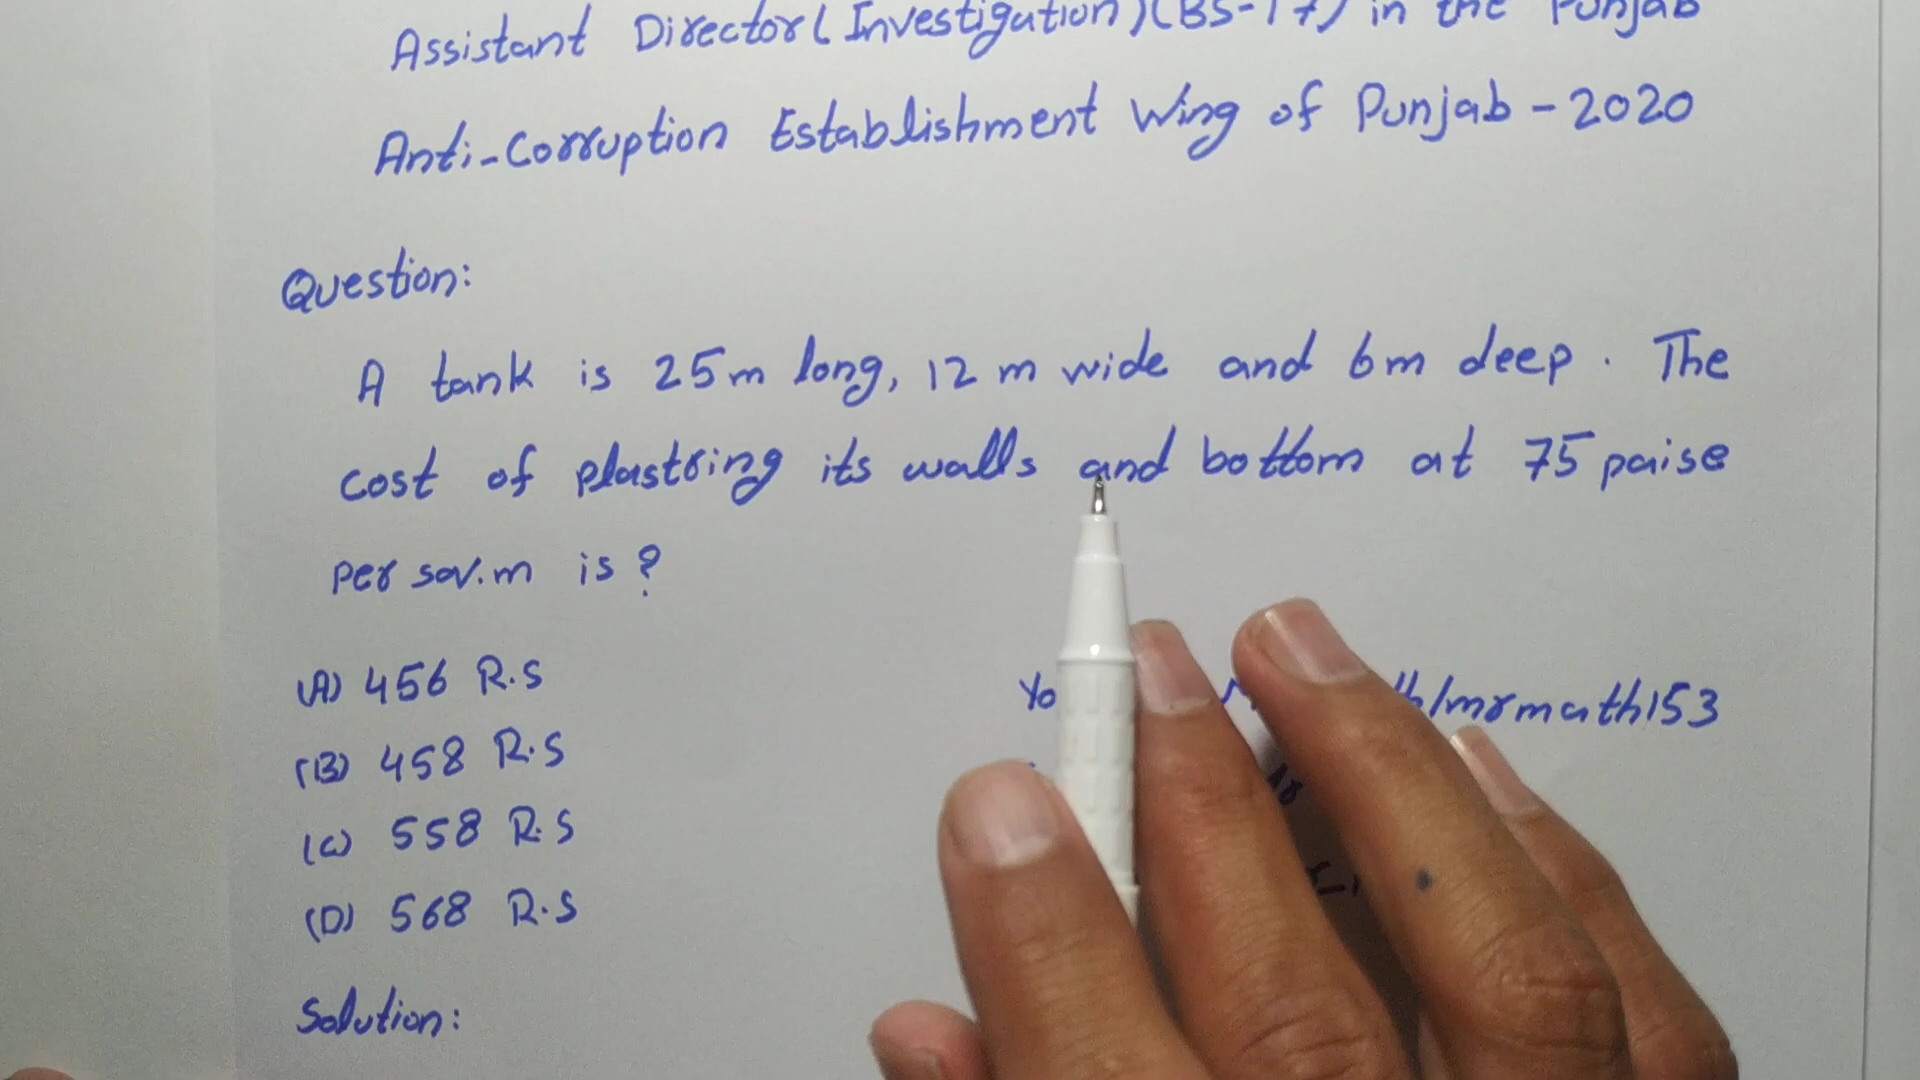 Assistant Director (Investigation) (BS-17) in the Punjab
Anti-Corruption Establishment Wing of Punjab - 2020
Question:
A tank is 25m long, 12 m wide and 6m deep. The
cost of plastring its walls and bottom at 75 paise
per sqv.m is?
(A) 456 R.S
(B) 458 R.S
(C) 558 R.S
(D) 568 R.S
/mrmath153
Solution: